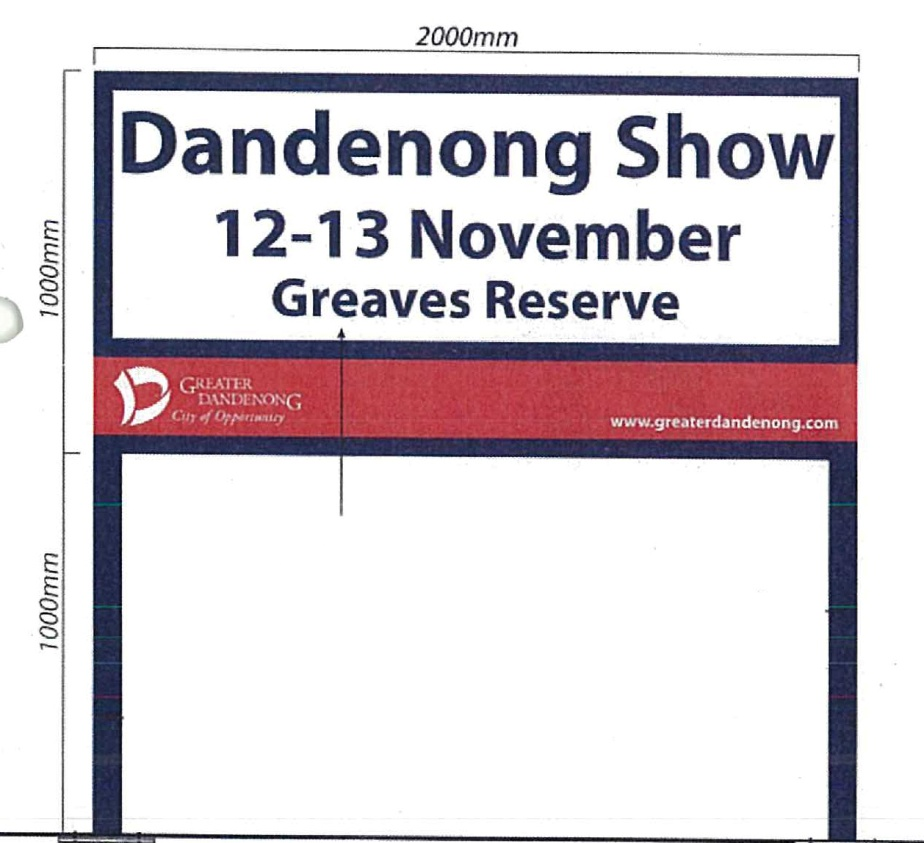 2000mm
1000mm
Dandenong Show
12-13 November
Greaves Reserve
GREATER
DANDENONG
City of Opportunity
www.greaterdandenong.com
1000mm